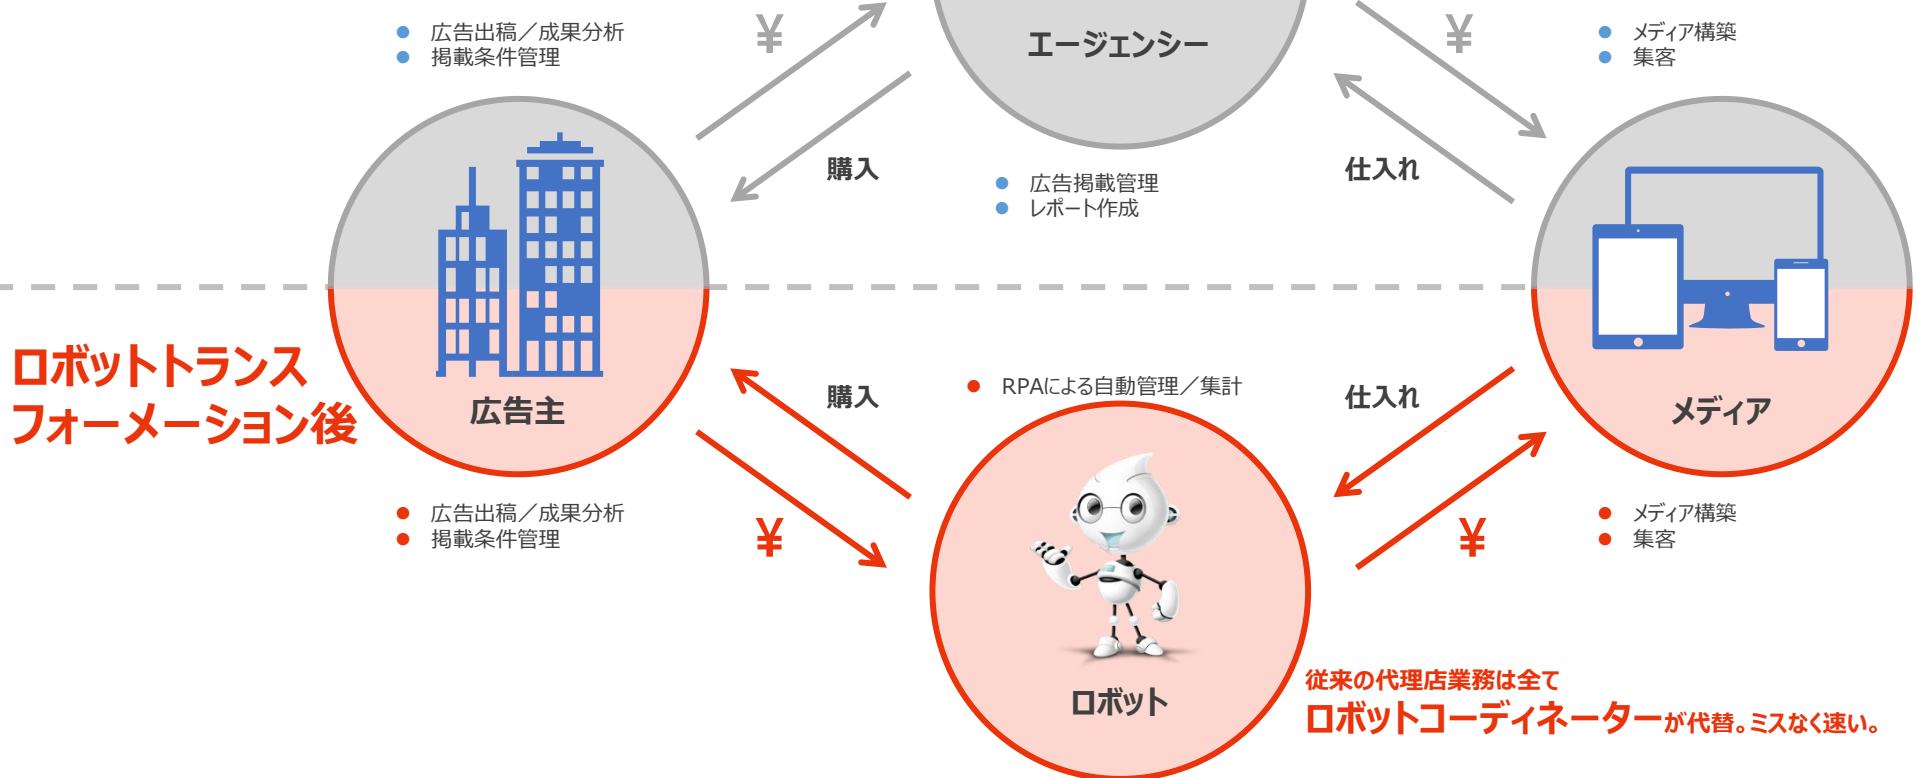 広告出稿／成果分析
掲載条件管理
¥
エージェンシー
¥
メディア構築
集客
購入
仕入れ
広告掲載管理
レポート作成
ロボットトランス
フォーメーション後
広告主
購入
RPAによる自動管理／集計
仕入れ
メディア
広告出稿／成果分析
掲載条件管理
¥
¥
メディア構築
集客
ロボット
従来の代理店業務は全て
ロボットコーディネーターが代替。ミスなく速い。